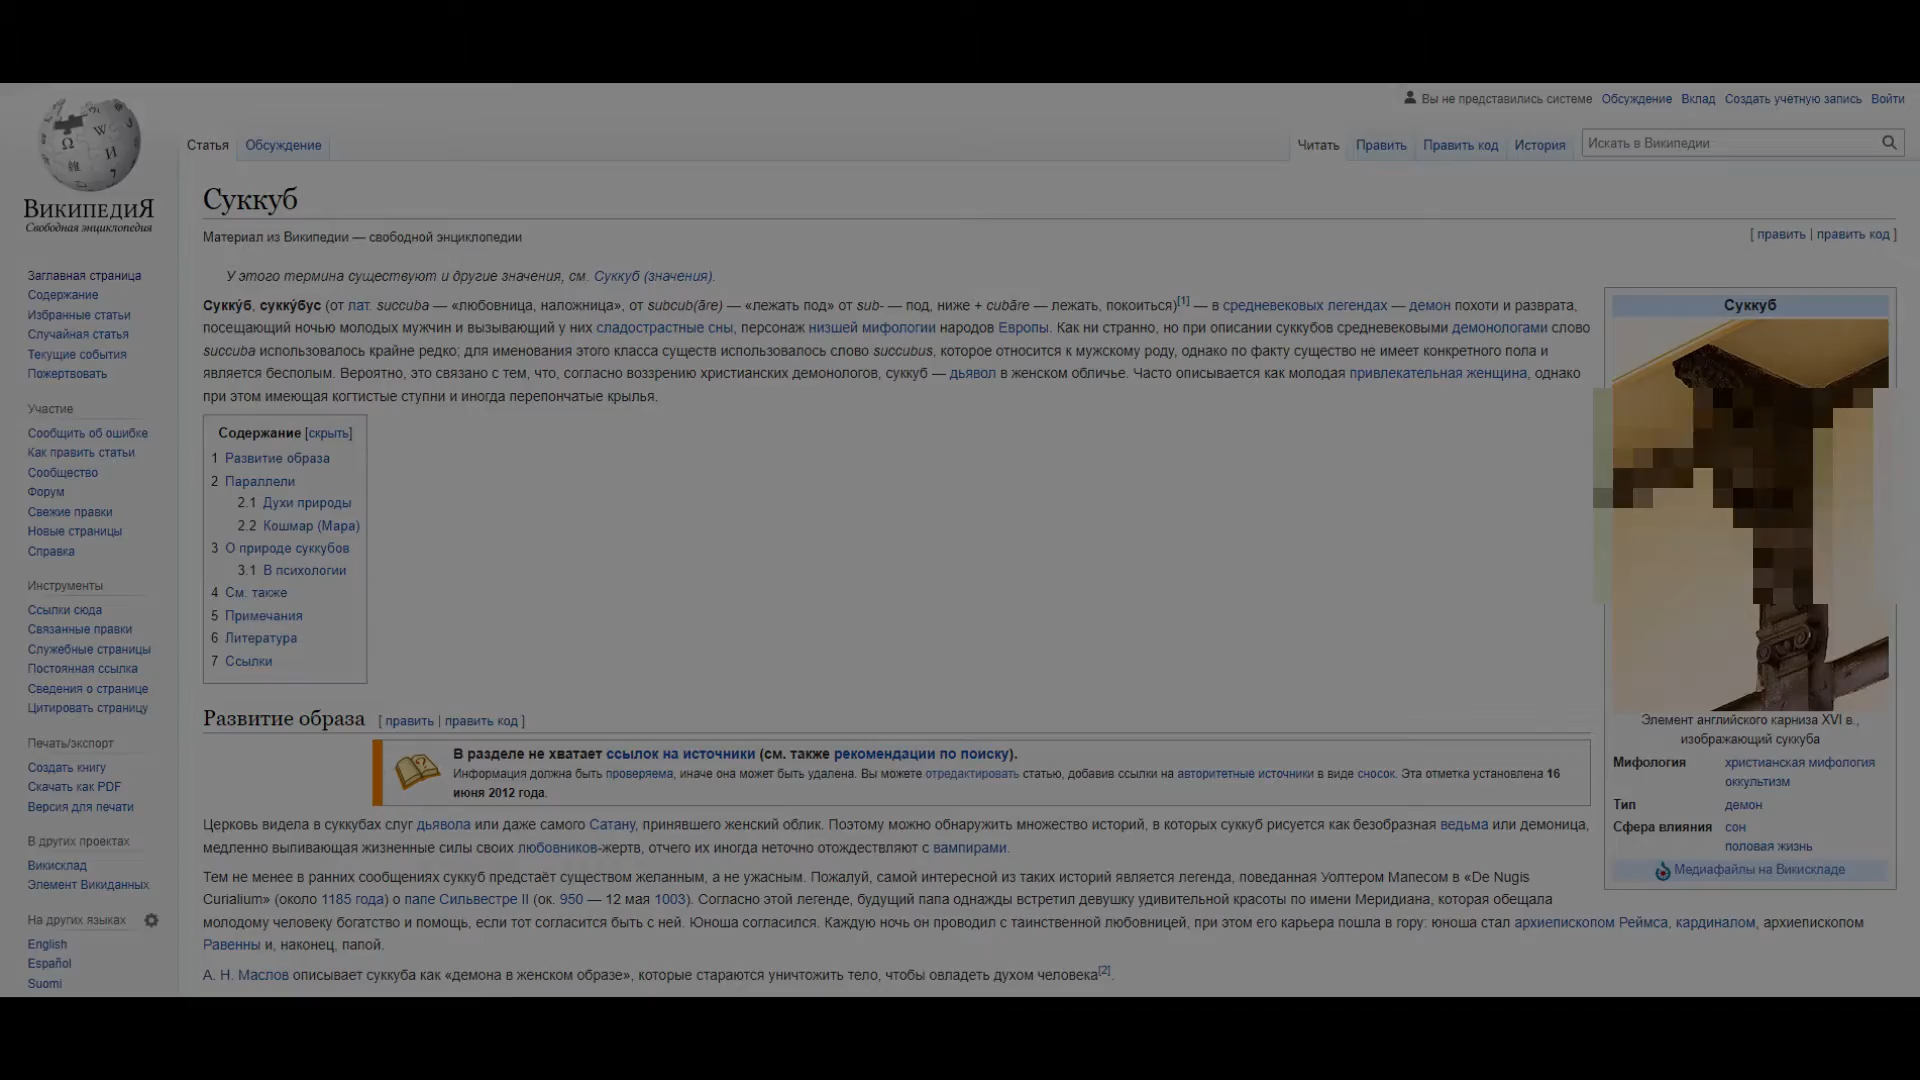 Вы не представились системе Обсуждение Вклад Создать учётную запись Войти
Статья Обсуждение Читать Править Править код История Искать в Википедии
ВИКИПЕДИЯ
Свободная энциклопедия
Заглавная страница
Содержание
Избранные статьи
Случайная статья
Текущие события
Пожертвовать
Участие
Сообщить об ошибке
Как править статьи
Сообщество
Форум
Свежие правки
Новые страницы
Справка
Инструменты
Ссылки сюда
Связанные правки
Служебные страницы
Постоянная ссылка
Сведения о странице
Цитировать страницу
Печать/экспорт
Создать книгу
Скачать как PDF
Версия для печати
В других проектах
Викисклад
Элемент Викиданных
На других языках
English
Español
Suomi
Суккуб
Материал из Википедии — свободной энциклопедии [ править | править код ]
У этого термина существуют и другие значения, см. Суккуб (значения).
Сукку́б, сукку́бус (от лат. succuba — «любовница, наложница», от subcub(āre) — «лежать под» от sub- — под, ниже + cubāre — лежать, покоиться)[1] — в средневековых легендах — демон похоти и разврата,
посещающий ночью молодых мужчин и вызывающий у них сладострастные сны, персонаж низшей мифологии народов Европы. Как ни странно, но при описании суккубов средневековыми демонологами слово
succuba использовалось крайне редко; для именования этого класса существ использовалось слово succubus, которое относится к мужскому роду, однако по факту существо не имеет конкретного пола и
является бесполым. Вероятно, это связано с тем, что, согласно воззрению христианских демонологов, суккуб — дьявол в женском обличье. Часто описывается как молодая привлекательная женщина, однако
при этом имеющая когтистые ступни и иногда перепончатые крылья.
Содержание [скрыть]
1 Развитие образа
2 Параллели
2.1 Духи природы
2.2 Кошмар (Мара)
3 О природе суккубов
3.1 В психологии
4 См. также
5 Примечания
6 Литература
7 Ссылки
Суккуб
Элемент английского карниза XVI в.,
изображающий суккуба
Мифология христианская мифология
оккультизм
Тип демон
Сфера влияния сон
половая жизнь
Медиафайлы на Викискладе
Развитие образа [ править | править код ]
В разделе не хватает ссылок на источники (см. также рекомендации по поиску).
Информация должна быть проверяема, иначе она может быть удалена. Вы можете отредактировать статью, добавив ссылки на авторитетные источники в виде сносок. Эта отметка установлена 16
июня 2012 года.
Церковь видела в суккубах слуг дьявола или даже самого Сатану, принявшего женский облик. Поэтому можно обнаружить множество историй, в которых суккуб рисуется как безобразная ведьма или демоница,
медленно выпивающая жизненные силы своих любовников-жертв, отчего их иногда неточно отождествляют с вампирами.
Тем не менее в ранних сообщениях суккуб предстаёт существом желанным, а не ужасным. Пожалуй, самой интересной из таких историй является легенда, поведанная Уолтером Мапесом в «De Nugis
Curialium» (около 1185 года) о папе Сильвестре II (ок. 950 — 12 мая 1003). Согласно этой легенде, будущий папа однажды встретил девушку удивительной красоты по имени Меридиана, которая обещала
молодому человеку богатство и помощь, если тот согласится быть с ней. Юноша согласился. Каждую ночь он проводил с таинственной любовницей, при этом его карьера пошла в гору: юноша стал архиепископом Реймса, кардиналом, архиепископом
Равенны и, наконец, папой.
А. Н. Маслов описывает суккуба как «демона в женском образе», которые стараются уничтожить тело, чтобы овладеть духом человека[2].